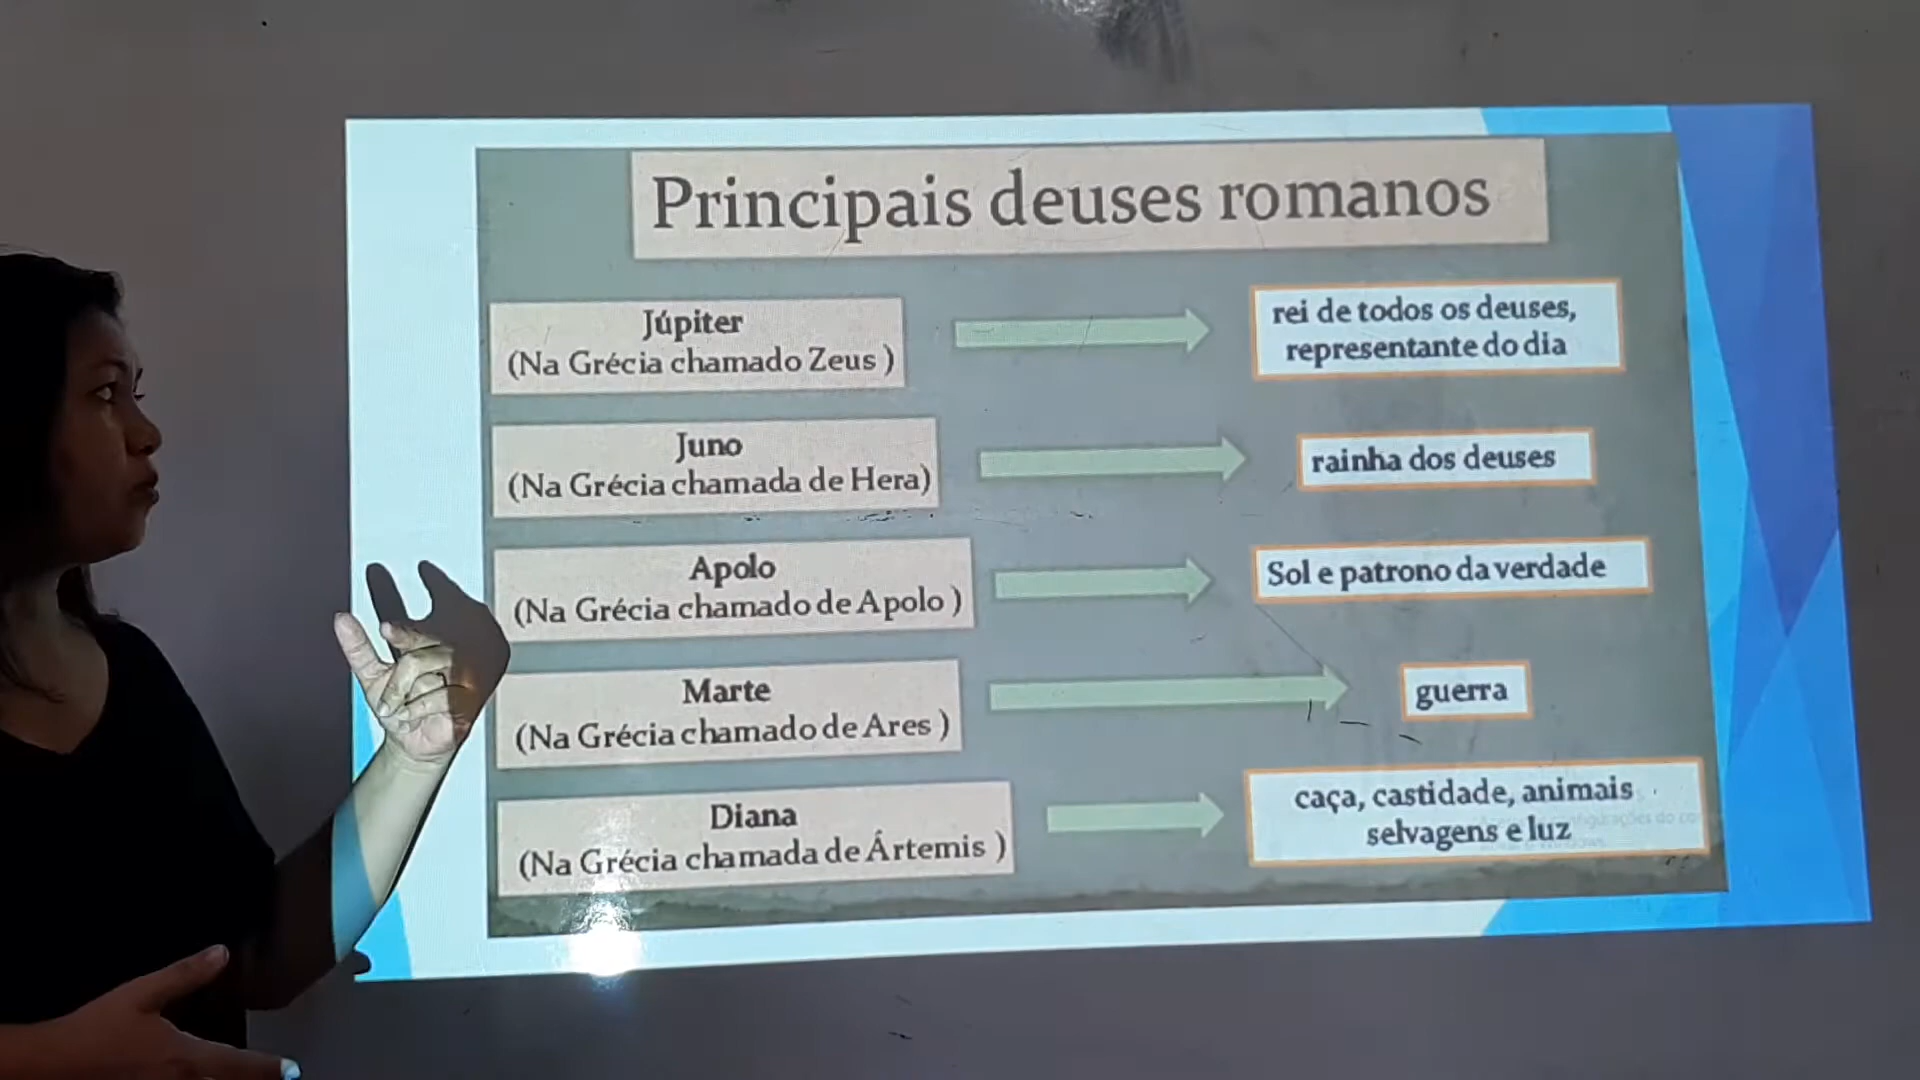 Principais deuses romanos
Júpiter
(Na Grécia chamado Zeus )
rei de todos os deuses,
representante do dia
Juno
(Na Grécia chamada de Hera)
rainha dos deuses
Apolo
(Na Grécia chamado de Apolo )
Sol e patrono da verdade
Marte
(Na Grécia chamado de Ares )
guerra
Diana
(Na Grécia chamada de Ártemis )
caça, castidade, animais
selvagens e luz